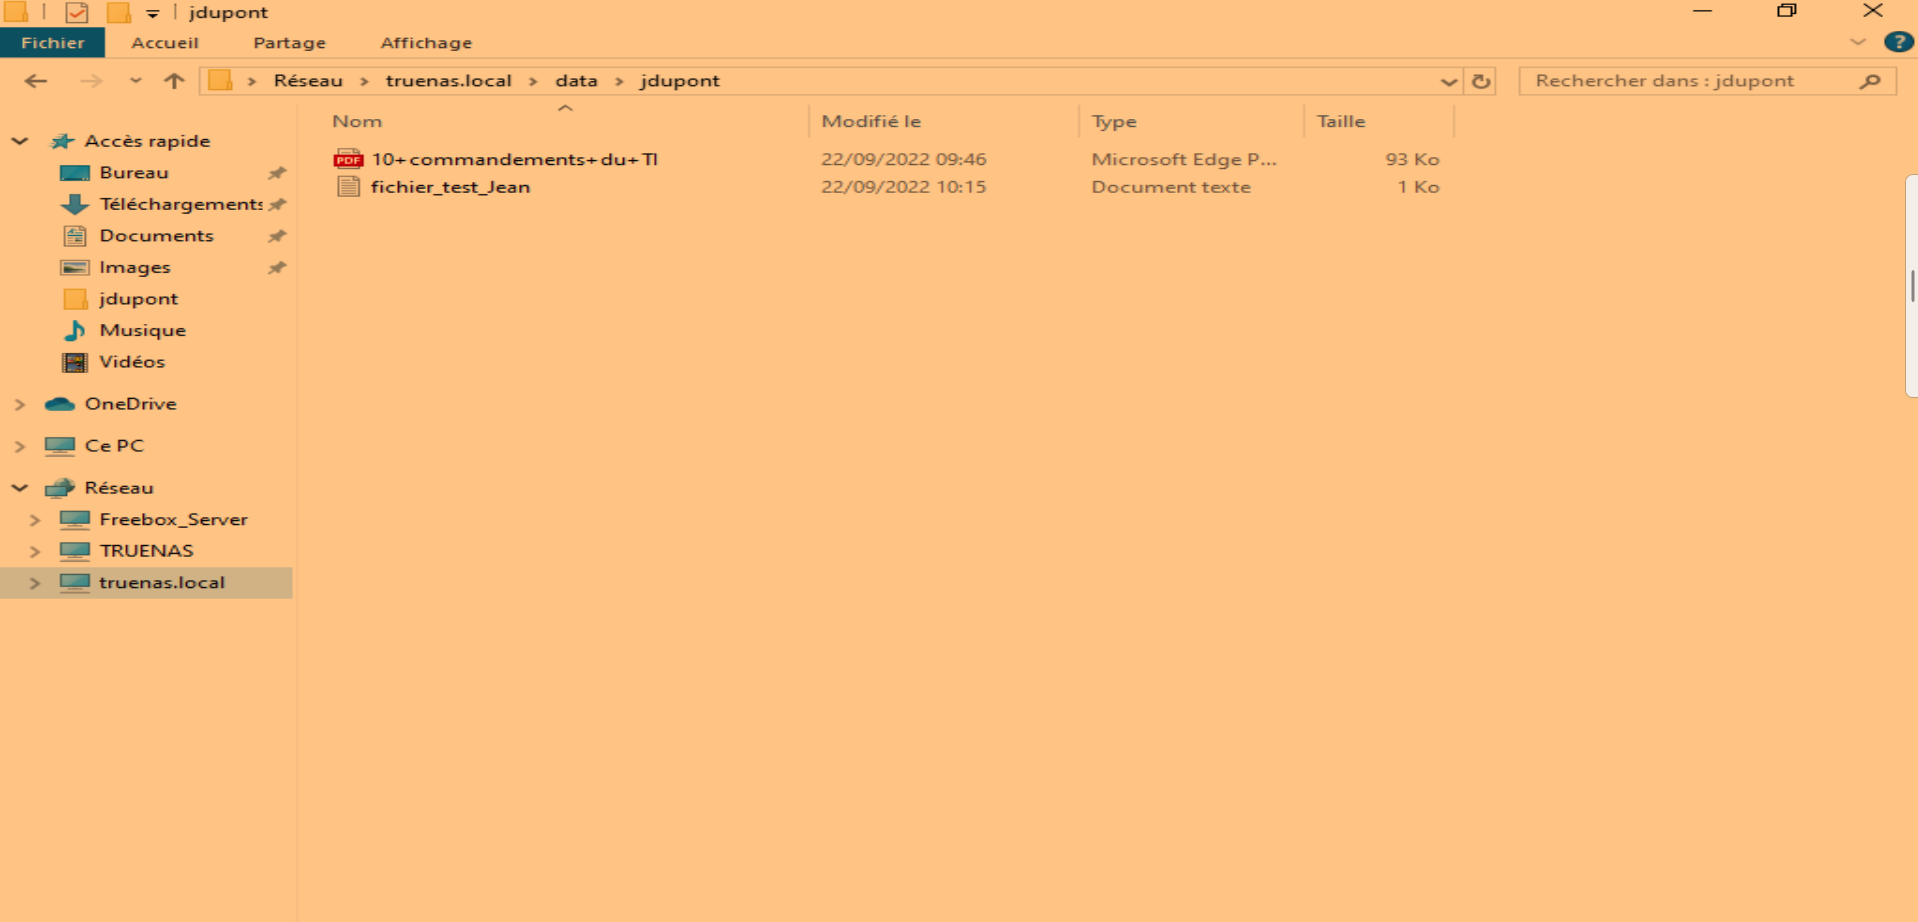 jdupont
Fichier Accueil Partage Affichage
Réseau > truenas.local > data > jdupont Rechercher dans : jdupont
Nom Modifié le Type Taille
PDF 10+commandements+du+TI 22/09/2022 09:46 Microsoft Edge P... 93 Ko
fichier_test_Jean 22/09/2022 10:15 Document texte 1 Ko
Accès rapide
Bureau
Téléchargements
Documents
Images
jdupont
Musique
Vidéos
OneDrive
Ce PC
Réseau
Freebox_Server
TRUENAS
truenas.local